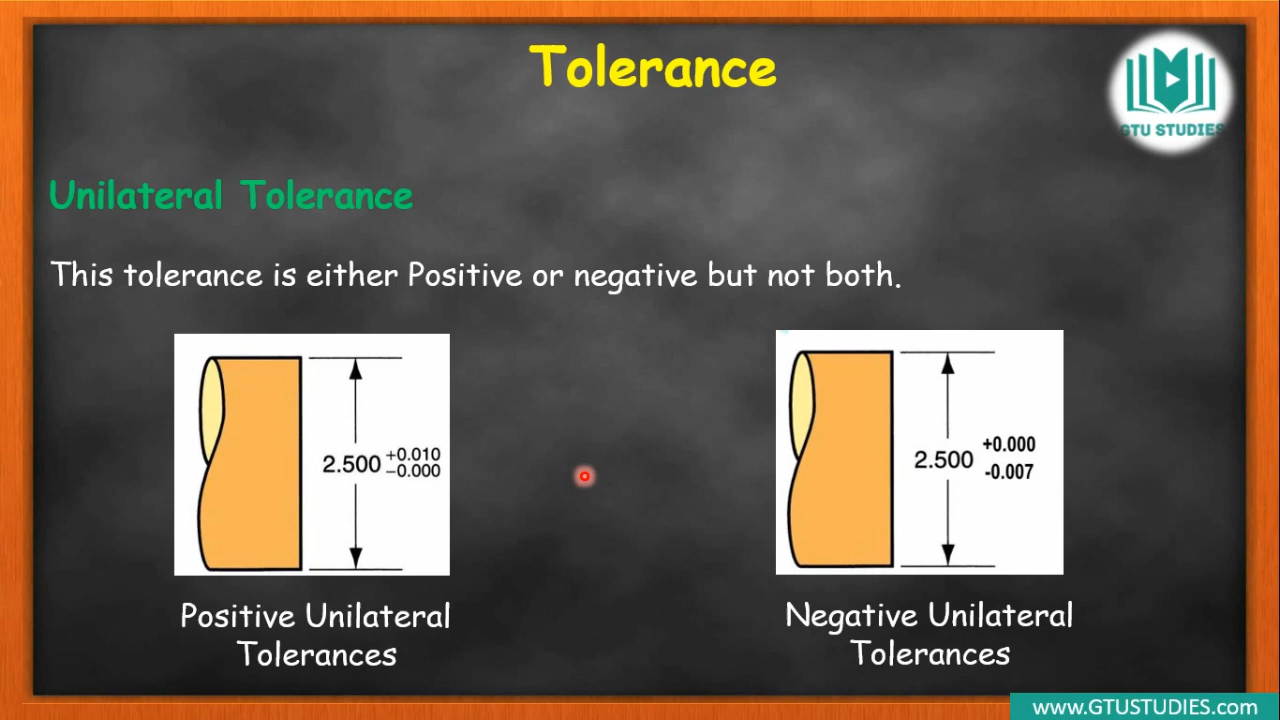 Tolerance
GTU STUDIES
Unilateral Tolerance
This tolerance is either Positive or negative but not both.
2.500 +0.010
−0.000
2.500 +0.000
-0.007
Positive Unilateral
Tolerances
Negative Unilateral
Tolerances
www.GTUSTUDIES.com